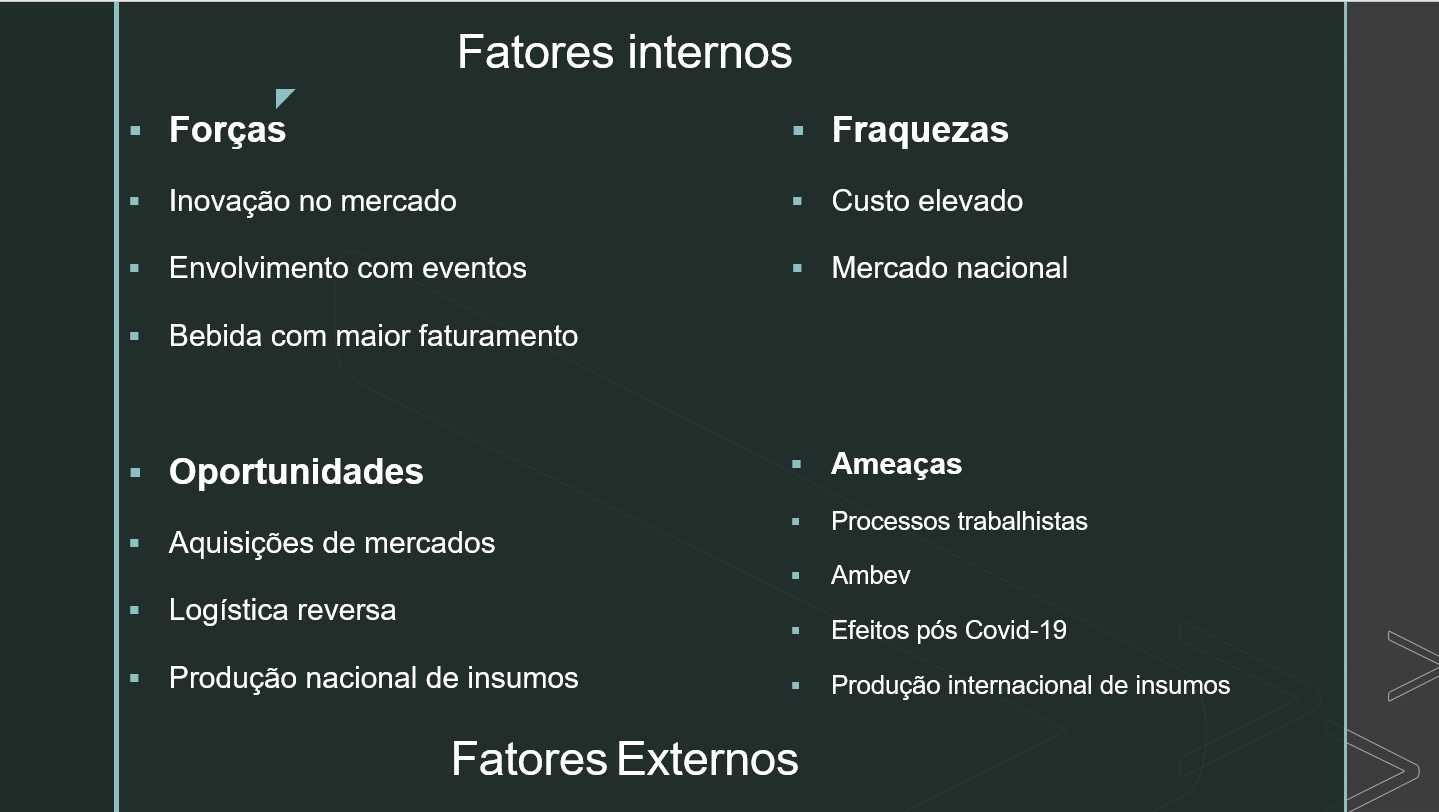 Fatores internos
Forças
Inovação no mercado
Envolvimento com eventos
Bebida com maior faturamento
Fraquezas
Custo elevado
Mercado nacional
Oportunidades
Aquisições de mercados
Logística reversa
Produção nacional de insumos
Ameaças
Processos trabalhistas
Ambev
Efeitos pós Covid-19
Produção internacional de insumos
Fatores Externos